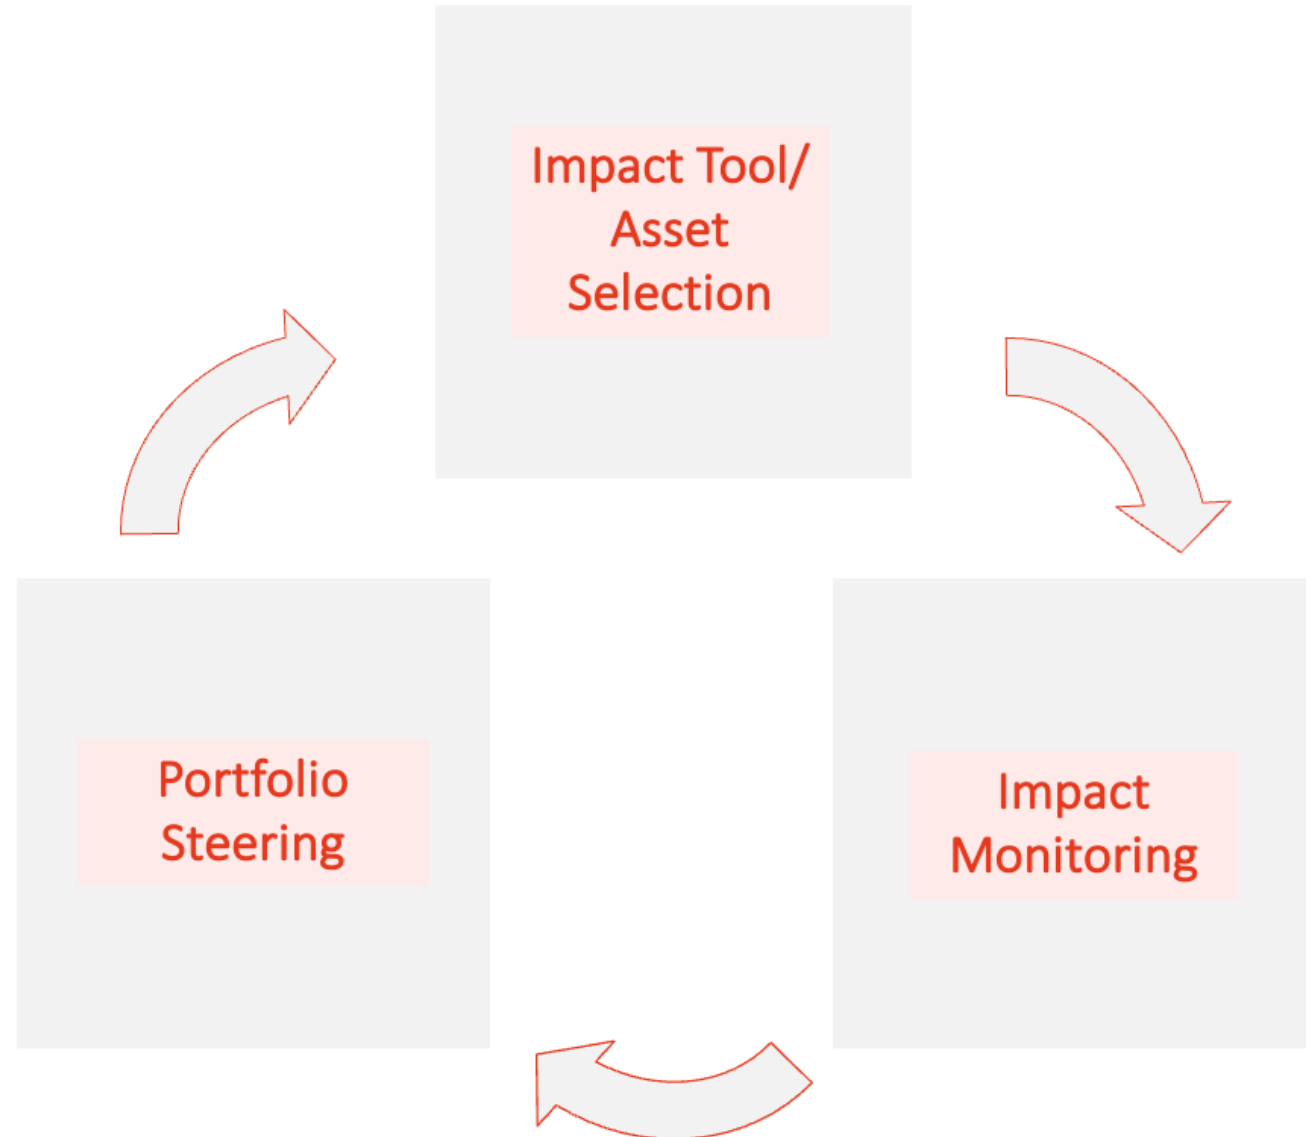 Impact Tool/
Asset
Selection
Portfolio
Steering
Impact
Monitoring